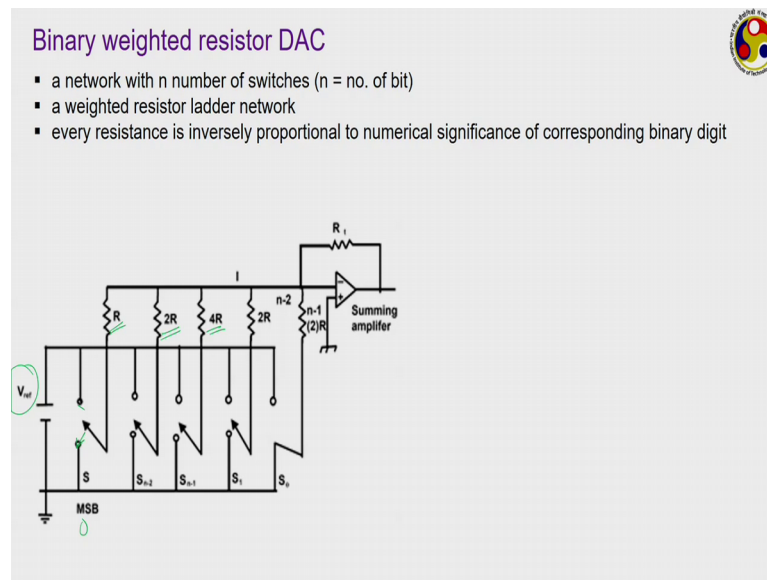 Binary weighted resistor DAC
▪ a network with n number of switches (n = no. of bit)
▪ a weighted resistor ladder network
▪ every resistance is inversely proportional to numerical significance of corresponding binary digit
R₁
I
R
2R
4R
2R
n-2
n-1
(2)R
−
+
Summing
amplifer
Vref
S
Sn-2
Sn-1
S₁
S₀
MSB
0